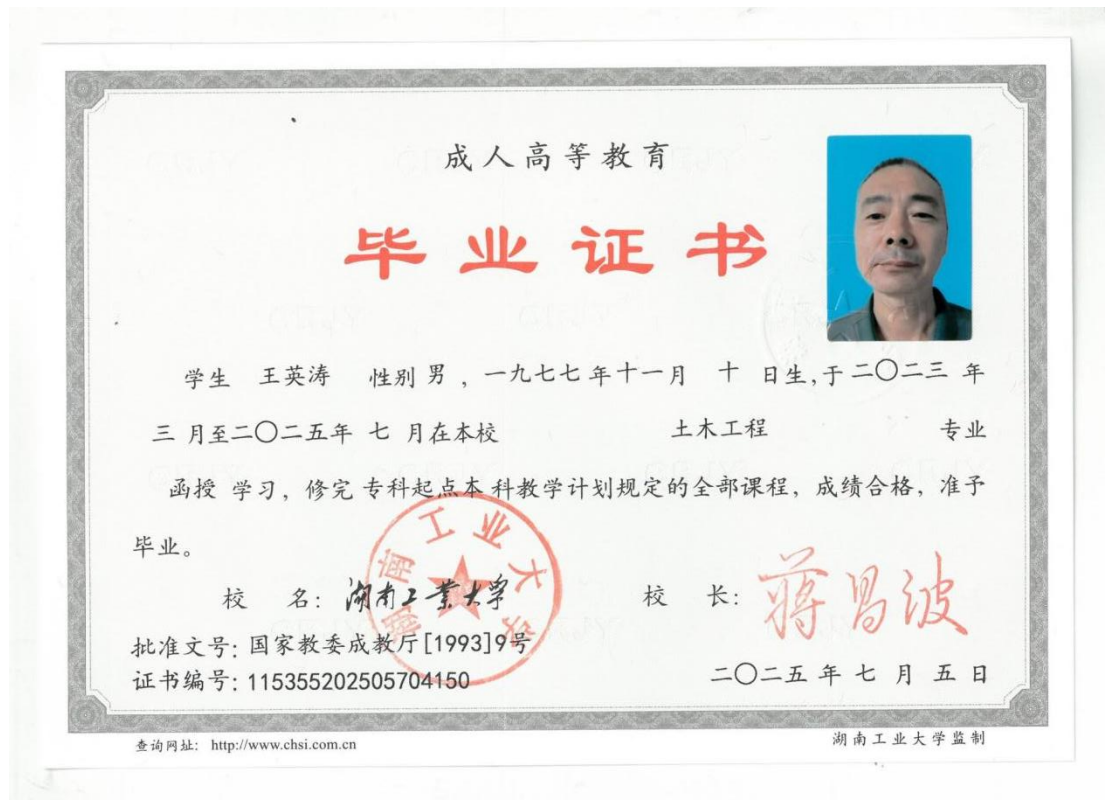 成人高等教育
毕业证书
学生 王英涛 性别 男 ，一九七七 年十一月 十 日生,于 二〇二三 年
三 月至二〇二五年 七 月在本校 土木工程 专业
函授 学习，修完 专科起点本 科教学计划规定的全部课程，成绩合格，准予
毕业。
校 名：湖南工业大学 校 长：蒋昌波
湖南工业大学
批准文号：国家教委成教厅[1993]9号
证书编号：115355202505704150 二〇二五 年 七 月 五 日
查询网址： http://www.chsi.com.cn 湖南工业大学监制